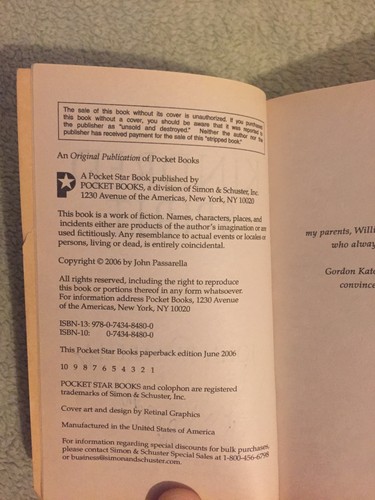 The sale of this book without its cover is unauthorized. If you purchased
this book without a cover, you should be aware that it was reported to
the publisher as "unsold and destroyed." Neither the author nor the
publisher has received payment for the sale of this "stripped book."
An Original Publication of Pocket Books
A Pocket Star Book published by
POCKET BOOKS, a division of Simon & Schuster, Inc.
1230 Avenue of the Americas, New York, NY 10020
This book is a work of fiction. Names, characters, places, and
incidents either are products of the author's imagination or are
used fictitiously. Any resemblance to actual events or locales or
persons, living or dead, is entirely coincidental.
Copyright © 2006 by John Passarella
All rights reserved, including the right to reproduce
this book or portions thereof in any form whatsoever.
For information address Pocket Books, 1230 Avenue
of the Americas, New York, NY 10020
ISBN-13: 978-0-7434-8480-0
ISBN-10: 0-7434-8480-0
This Pocket Star Books paperback edition June 2006
10 9 8 7 6 5 4 3 2 1
POCKET STAR BOOKS and colophon are registered
trademarks of Simon & Schuster, Inc.
Cover art and design by Retinal Graphics
Manufactured in the United States of America
For information regarding special discounts for bulk purchases,
please contact Simon & Schuster Special Sales at 1-800-456-6798
or business@simonandschuster.com.
my parents, Willi
who alway
Gordon Kato
convince